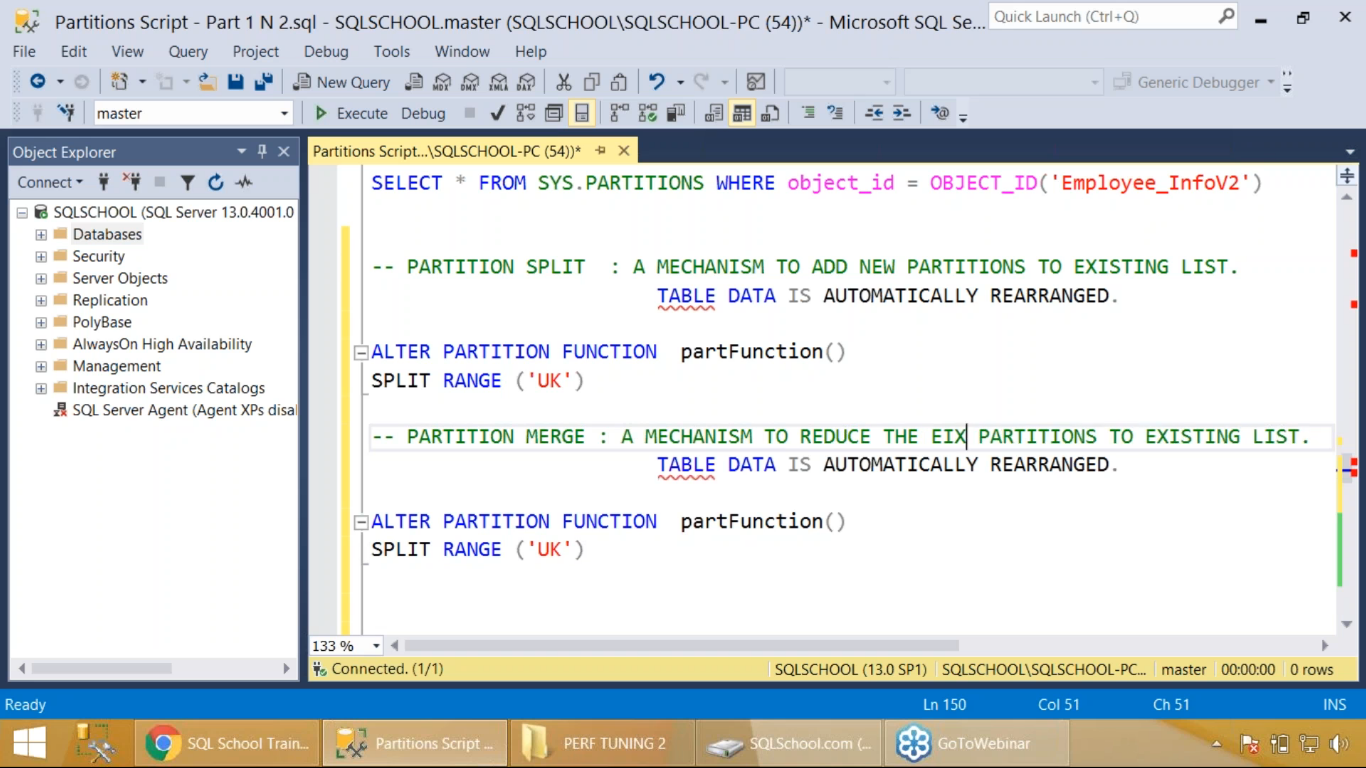 Partitions Script - Part 1 N 2.sql - SQLSCHOOL.master (SQLSCHOOL\SQLSCHOOL-PC (54))* - Microsoft SQL Se...
Quick Launch (Ctrl+Q)
File Edit View Query Project Debug Tools Window Help
New Query
MDX DMX XMLA DAX
Generic Debugger
master
Execute Debug
Object Explorer
Partitions Script...\SQLSCHOOL-PC (54))*
Connect
SQLSCHOOL (SQL Server 13.0.4001.0
Databases
Security
Server Objects
Replication
PolyBase
AlwaysOn High Availability
Management
Integration Services Catalogs
SQL Server Agent (Agent XPs disal
SELECT * FROM SYS.PARTITIONS WHERE object_id = OBJECT_ID('Employee_InfoV2')
-- PARTITION SPLIT : A MECHANISM TO ADD NEW PARTITIONS TO EXISTING LIST.
TABLE DATA IS AUTOMATICALLY REARRANGED.
ALTER PARTITION FUNCTION partFunction()
SPLIT RANGE ('UK')
-- PARTITION MERGE : A MECHANISM TO REDUCE THE EIX PARTITIONS TO EXISTING LIST.
TABLE DATA IS AUTOMATICALLY REARRANGED.
ALTER PARTITION FUNCTION partFunction()
SPLIT RANGE ('UK')
133 %
Connected. (1/1)
SQLSCHOOL (13.0 SP1) SQLSCHOOL\SQLSCHOOL-PC... master 00:00:00 0 rows
Ready
Ln 150 Col 51 Ch 51 INS
SQL School Train...
Partitions Script ...
PERF TUNING 2
SQLSchool.com (...
GoToWebinar